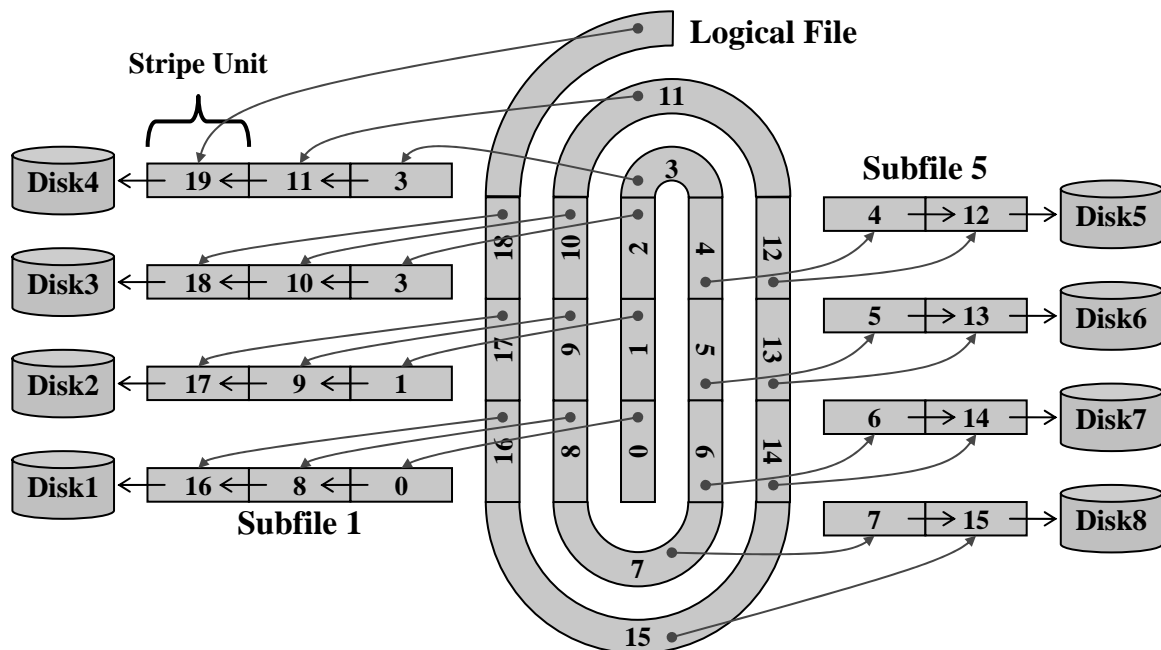 Logical File
Stripe Unit
11
3
Disk4
19 11 3
Subfile 5
4 12
Disk5
18 10 2 4 12
Disk3
18 10 3
5 13
Disk6
17 9 1 5 13
Disk2
17 9 1
6 14
Disk7
16 8 0 6 14
Disk1
16 8 0
Subfile 1
7 15
Disk8
7
15